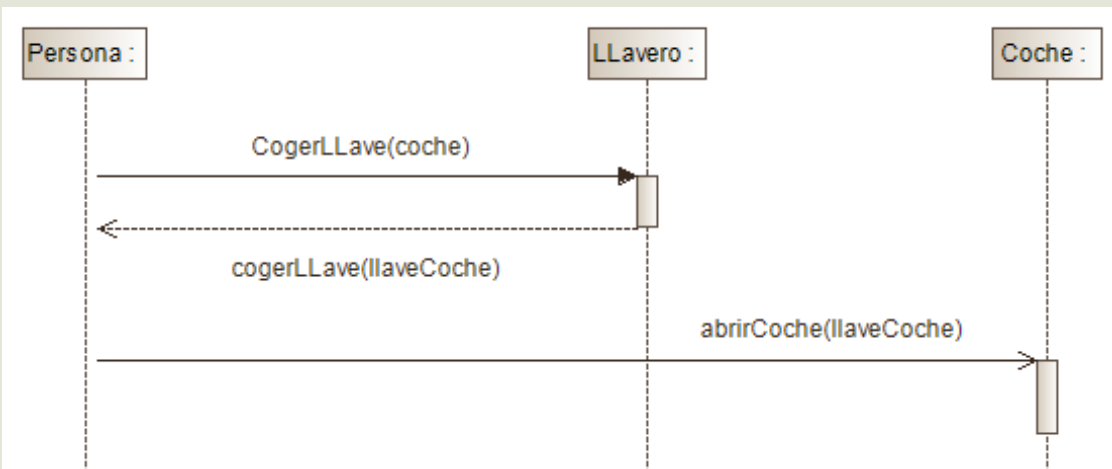 Persona :
LLavero :
Coche :
CogerLLave(coche)
cogerLLave(llaveCoche)
abrirCoche(llaveCoche)